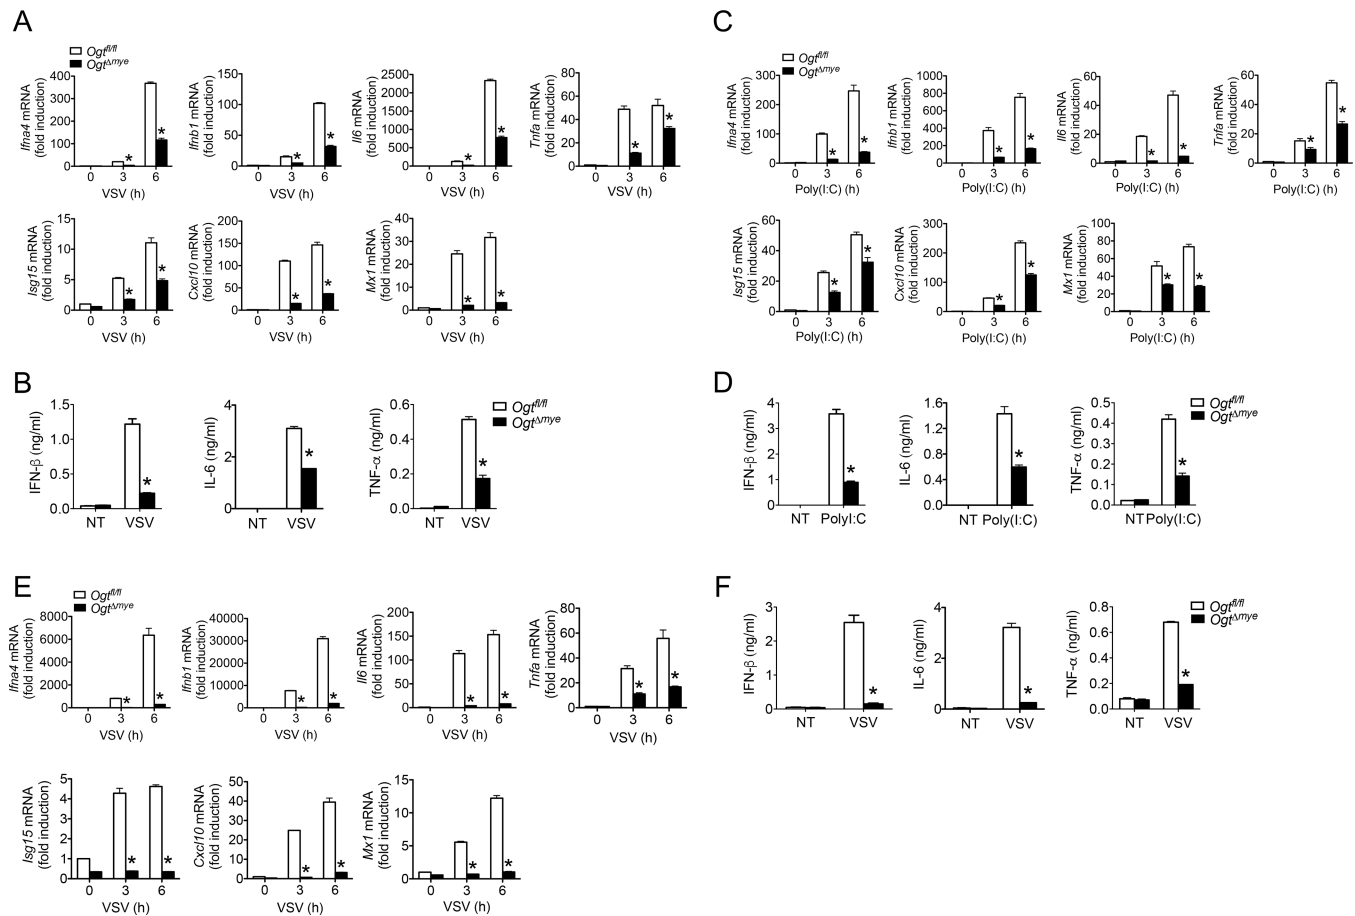 A
Ogtfl/fl
OgtΔmye
Ifna4 mRNA
(fold induction)
400
300
200
100
0
0 3 6
VSV (h)
Ifnb1 mRNA
(fold induction)
150
100
50
0
0 3 6
VSV (h)
Il6 mRNA
(fold induction)
2500
2000
1500
1000
500
0
0 3 6
VSV (h)
Tnfa mRNA
(fold induction)
80
60
40
20
0
0 3 6
VSV (h)
* * * * * * * *
Isg15 mRNA
(fold induction)
15
10
5
0
0 3 6
VSV (h)
Cxcl10 mRNA
(fold induction)
200
150
100
50
0
0 3 6
VSV (h)
Mx1 mRNA
(fold induction)
40
30
20
10
0
0 3 6
VSV (h)
* * * * * *
C
Ogtfl/fl
OgtΔmye
Ifna4 mRNA
(fold induction)
300
200
100
0
0 3 6
Poly(I:C) (h)
Ifnb1 mRNA
(fold induction)
1000
800
600
400
200
0
0 3 6
Poly(I:C) (h)
Il6 mRNA
(fold induction)
60
40
20
0
0 3 6
Poly(I:C) (h)
Tnfa mRNA
(fold induction)
60
40
20
0
0 3 6
Poly(I:C) (h)
* * * * * * * *
Isg15 mRNA
(fold induction)
60
40
20
0
0 3 6
Poly(I:C) (h)
Cxcl10 mRNA
(fold induction)
300
200
100
0
0 3 6
Poly(I:C) (h)
Mx1 mRNA
(fold induction)
100
80
60
40
20
0
0 3 6
Poly(I:C) (h)
* * * * * *
B
IFN-β (ng/ml)
1.5
1.0
0.5
0.0
NT VSV
IL-6 (ng/ml)
4
2
0
NT VSV
TNF-α (ng/ml)
0.6
0.4
0.2
0.0
NT VSV
* * *
Ogtfl/fl
OgtΔmye
D
IFN-β (ng/ml)
4
3
2
1
0
NT PolyI:C
IL-6 (ng/ml)
1.6
1.2
0.8
0.4
0.0
NT Poly(I:C)
TNF-α (ng/ml)
0.5
0.4
0.3
0.2
0.1
0.0
NT Poly(I:C)
* * *
Ogtfl/fl
OgtΔmye
E
Ogtfl/fl
OgtΔmye
Ifna4 mRNA
(fold induction)
8000
6000
4000
2000
0
0 3 6
VSV (h)
Ifnb1 mRNA
(fold induction)
40000
30000
20000
10000
0
0 3 6
VSV (h)
Il6 mRNA
(fold induction)
200
150
100
50
0
0 3 6
VSV (h)
Tnfa mRNA
(fold induction)
80
60
40
20
0
0 3 6
VSV (h)
* * * * * * * *
Isg15 mRNA
(fold induction)
5
4
3
2
1
0
0 3 6
VSV (h)
Cxcl10 mRNA
(fold induction)
50
40
30
20
10
0
0 3 6
VSV (h)
Mx1 mRNA
(fold induction)
15
10
5
0
0 3 6
VSV (h)
* * * * * *
F
IFN-β (ng/ml)
3
2
1
0
NT VSV
IL-6 (ng/ml)
4
2
0
NT VSV
TNF-α (ng/ml)
0.8
0.6
0.4
0.2
0.0
NT VSV
* * *
Ogtfl/fl
OgtΔmye